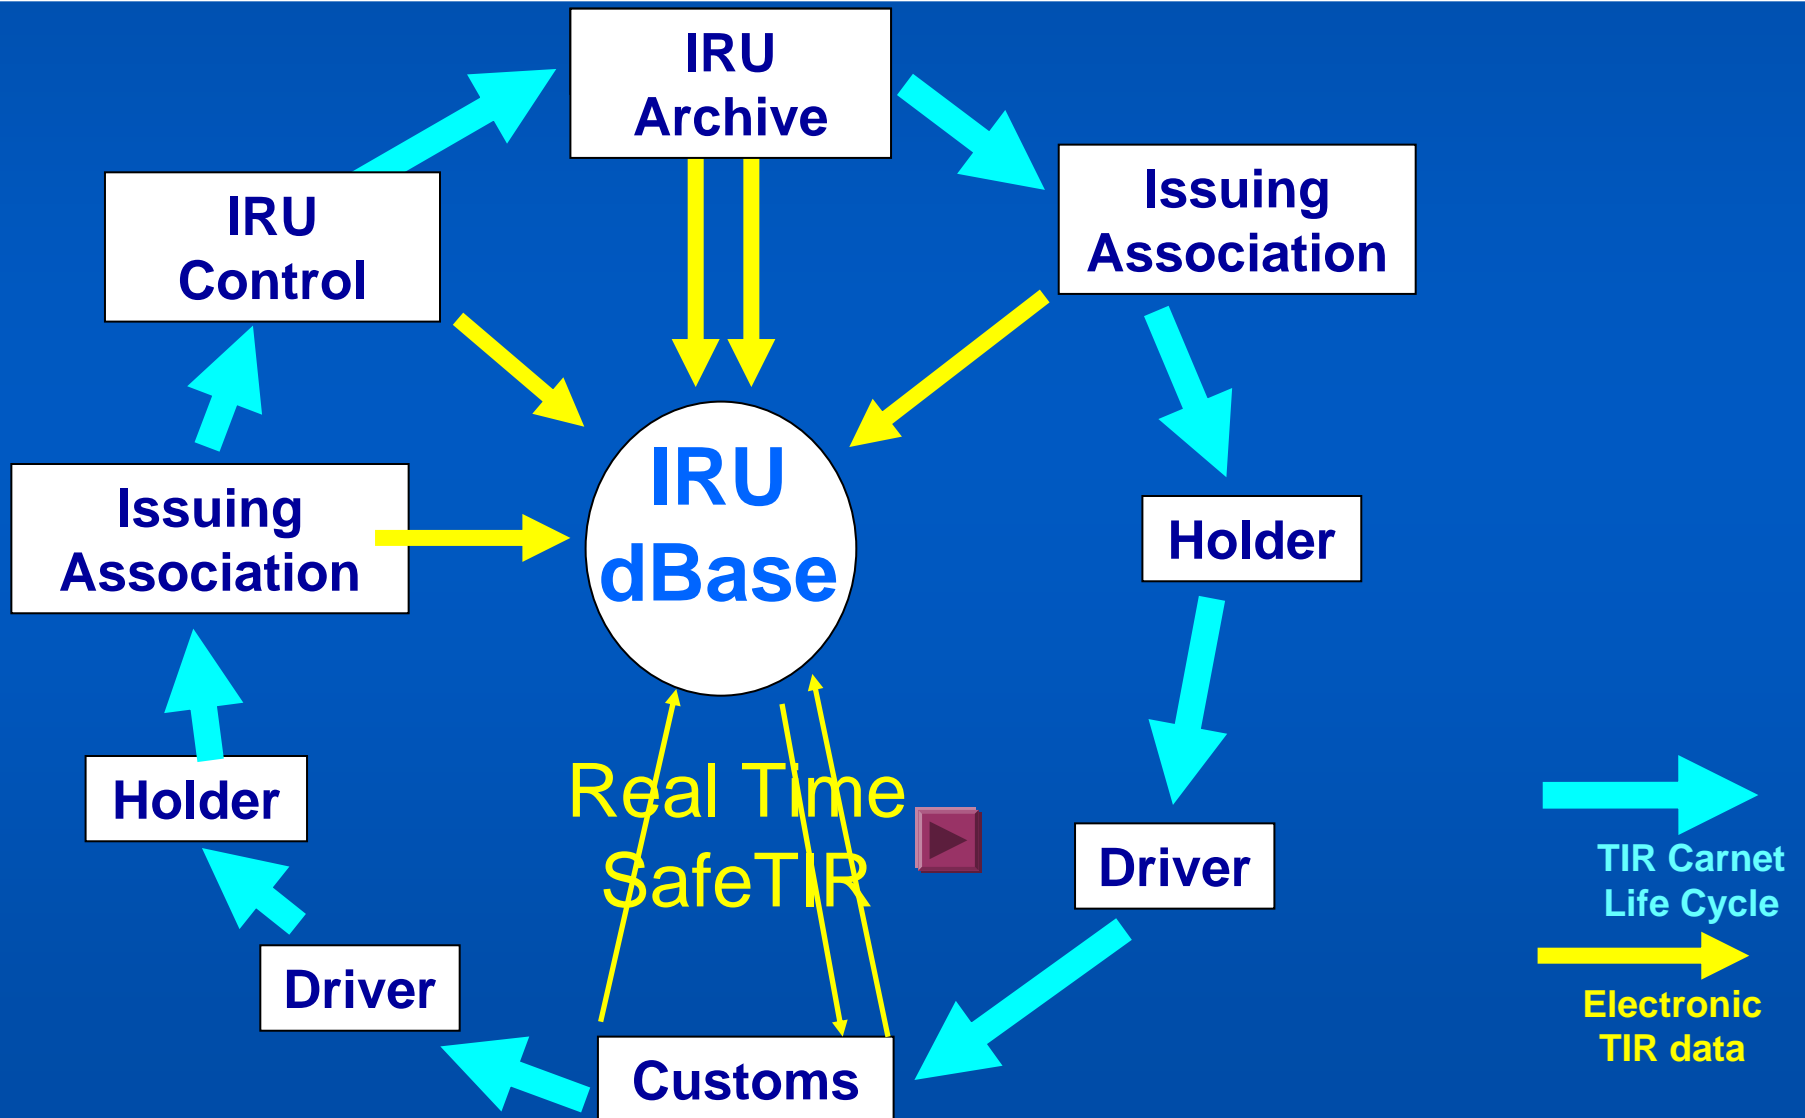 IRU
Archive
IRU
Control
Issuing
Association
IRU
dBase
Issuing
Association
Holder
Holder
Real Time
SafeTIR
Driver
Driver
Customs
TIR Carnet
Life Cycle
Electronic
TIR data